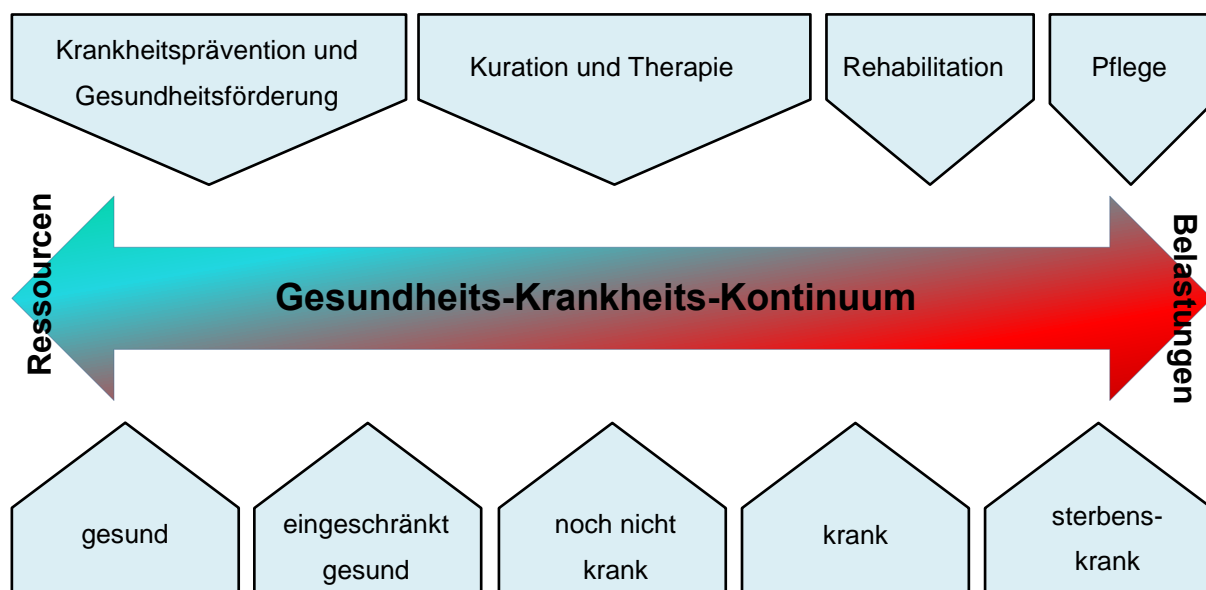 Krankheitsprävention und
Gesundheitsförderung
Kuration und Therapie
Rehabilitation
Pflege
Ressourcen
Gesundheits-Krankheits-Kontinuum
Belastungen
gesund
eingeschränkt
gesund
noch nicht
krank
krank
sterbens-
krank